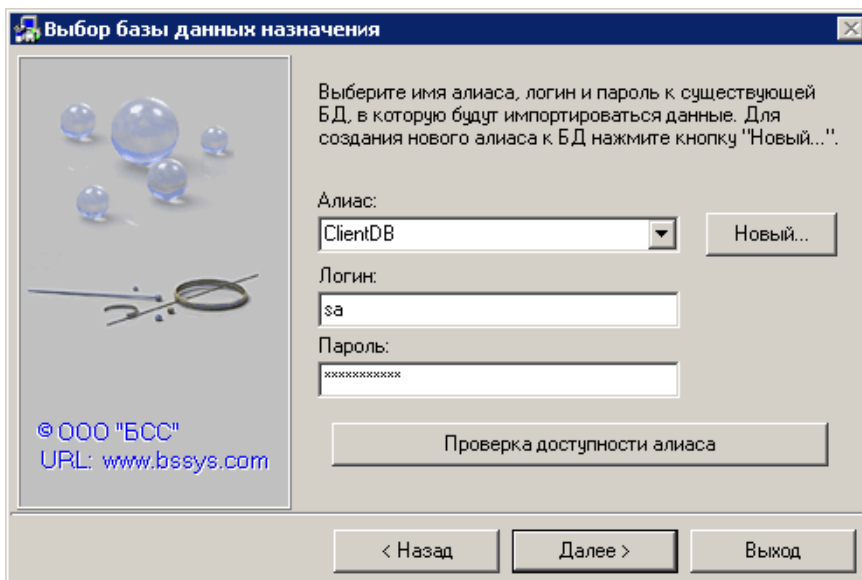 Выбор базы данных назначения
Выберите имя алиаса, логин и пароль к существующей
БД, в которую будут импортироваться данные. Для
создания нового алиаса к БД нажмите кнопку "Новый...".
Алиас:
ClientDB
Новый...
Логин:
sa
Пароль:
***********
Проверка доступности алиаса
© ООО "БСС"
URL: www.bssys.com
< Назад
Далее >
Выход